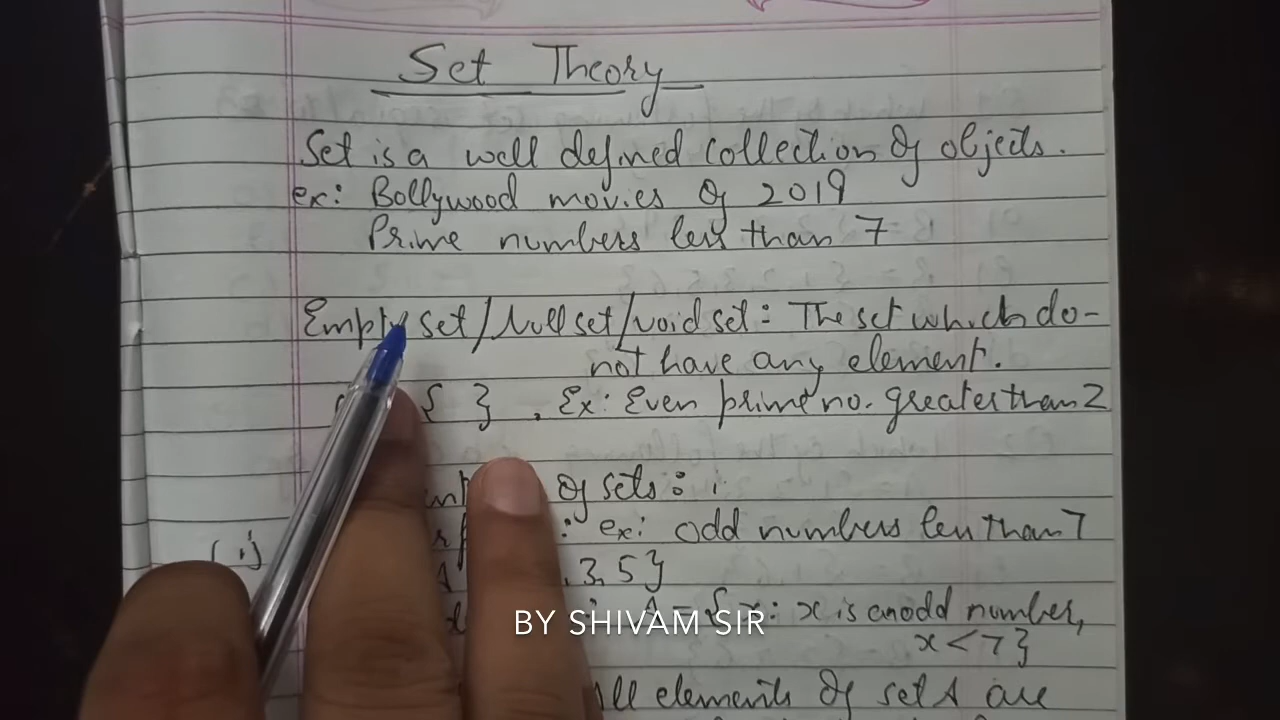 Set Theory
Set is a well defined collection Of objects.
ex: Bollywood movies Of 2019
Prime numbers less than 7
Empty set/Null set/void set: The set which do-
not have any element.
{ } , Ex: Even prime no. greater than 2
Of sets:
(i) : ex: odd numbers less than 7
,3,5}
A = {x: x is an odd number,
x<7}
BY SHIVAM SIR
All elements Of set A are